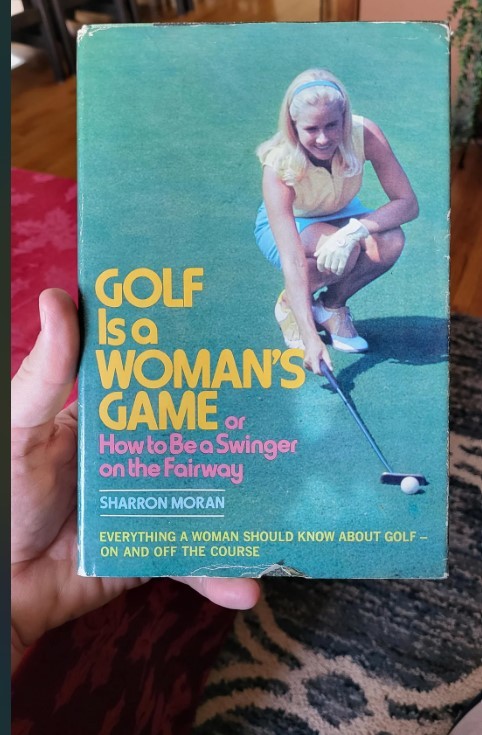 GOLF
Is a
WOMAN'S
GAME or
How to Be a Swinger
on the Fairway
SHARRON MORAN
EVERYTHING A WOMAN SHOULD KNOW ABOUT GOLF –
ON AND OFF THE COURSE